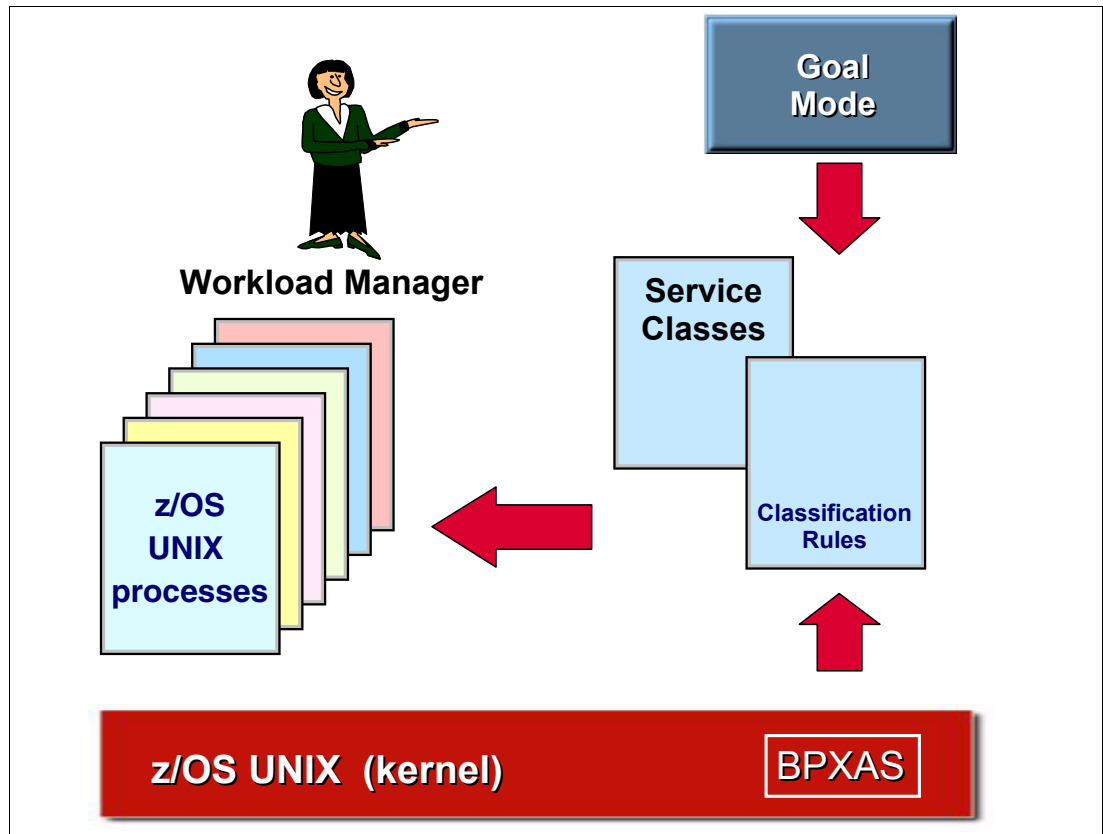 Goal
Mode
Workload Manager
Service
Classes
Classification
Rules
z/OS
UNIX
processes
z/OS UNIX (kernel)
BPXAS